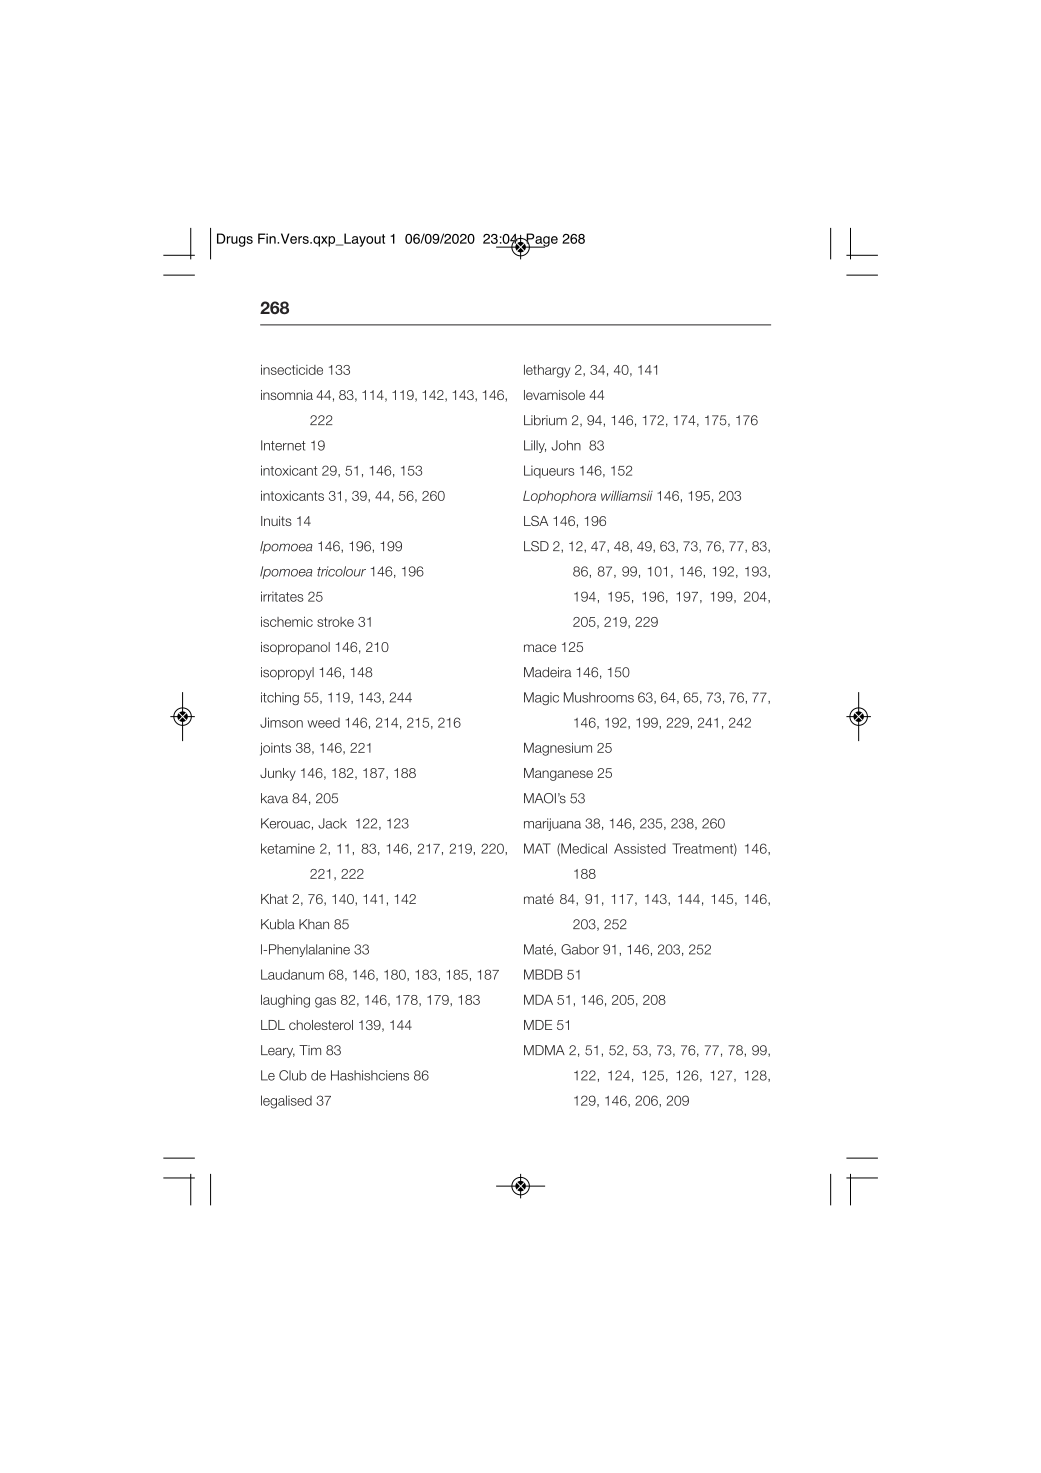 Drugs Fin.Vers.qxp_Layout 1 06/09/2020 23:04 Page 268
268
insecticide 133
insomnia 44, 83, 114, 119, 142, 143, 146,
222
Internet 19
intoxicant 29, 51, 146, 153
intoxicants 31, 39, 44, 56, 260
Inuits 14
Ipomoea 146, 196, 199
Ipomoea tricolour 146, 196
irritates 25
ischemic stroke 31
isopropanol 146, 210
isopropyl 146, 148
itching 55, 119, 143, 244
Jimson weed 146, 214, 215, 216
joints 38, 146, 221
Junky 146, 182, 187, 188
kava 84, 205
Kerouac, Jack 122, 123
ketamine 2, 11, 83, 146, 217, 219, 220,
221, 222
Khat 2, 76, 140, 141, 142
Kubla Khan 85
l-Phenylalanine 33
Laudanum 68, 146, 180, 183, 185, 187
laughing gas 82, 146, 178, 179, 183
LDL cholesterol 139, 144
Leary, Tim 83
Le Club de Hashishciens 86
legalised 37
lethargy 2, 34, 40, 141
levamisole 44
Librium 2, 94, 146, 172, 174, 175, 176
Lilly, John 83
Liqueurs 146, 152
Lophophora williamsii 146, 195, 203
LSA 146, 196
LSD 2, 12, 47, 48, 49, 63, 73, 76, 77, 83,
86, 87, 99, 101, 146, 192, 193,
194, 195, 196, 197, 199, 204,
205, 219, 229
mace 125
Madeira 146, 150
Magic Mushrooms 63, 64, 65, 73, 76, 77,
146, 192, 199, 229, 241, 242
Magnesium 25
Manganese 25
MAOI's 53
marijuana 38, 146, 235, 238, 260
MAT (Medical Assisted Treatment) 146,
188
maté 84, 91, 117, 143, 144, 145, 146,
203, 252
Maté, Gabor 91, 146, 203, 252
MBDB 51
MDA 51, 146, 205, 208
MDE 51
MDMA 2, 51, 52, 53, 73, 76, 77, 78, 99,
122, 124, 125, 126, 127, 128,
129, 146, 206, 209